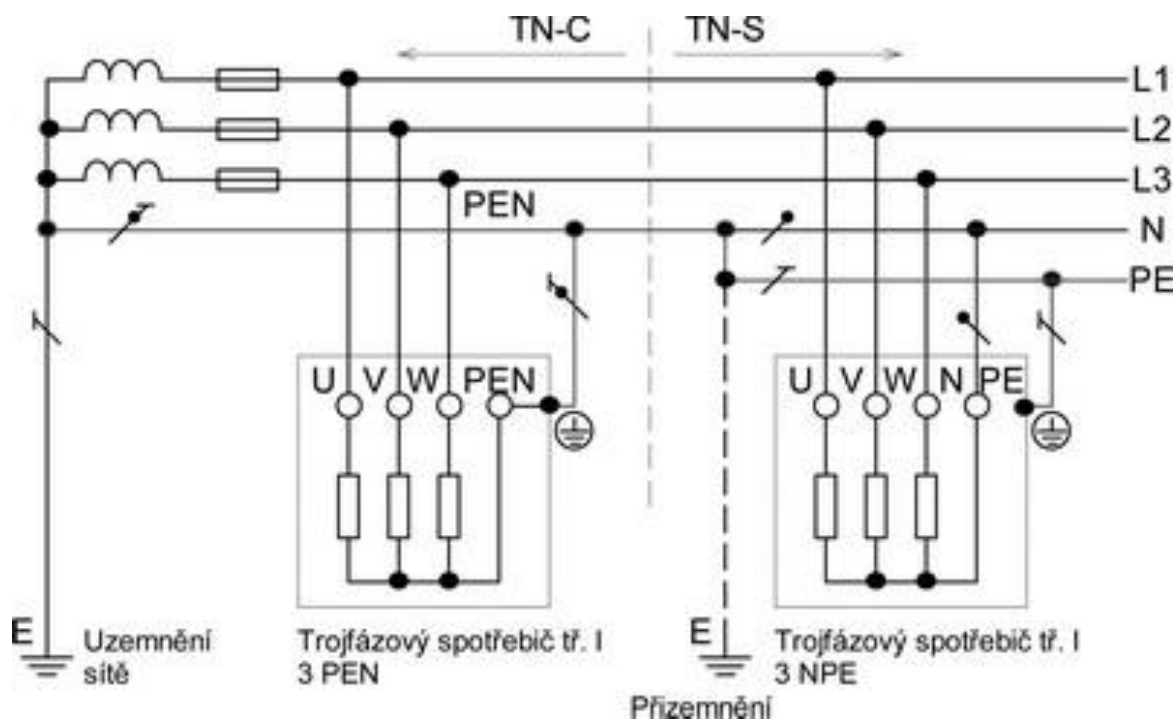 TN-C TN-S
L1
L2
L3
PEN
N
PE
U V W PEN
U V W N PE
E
Uzemnění
sítě
Trojfázový spotřebič tř. I
3 PEN
E
Přizemnění
Trojfázový spotřebič tř. I
3 NPE